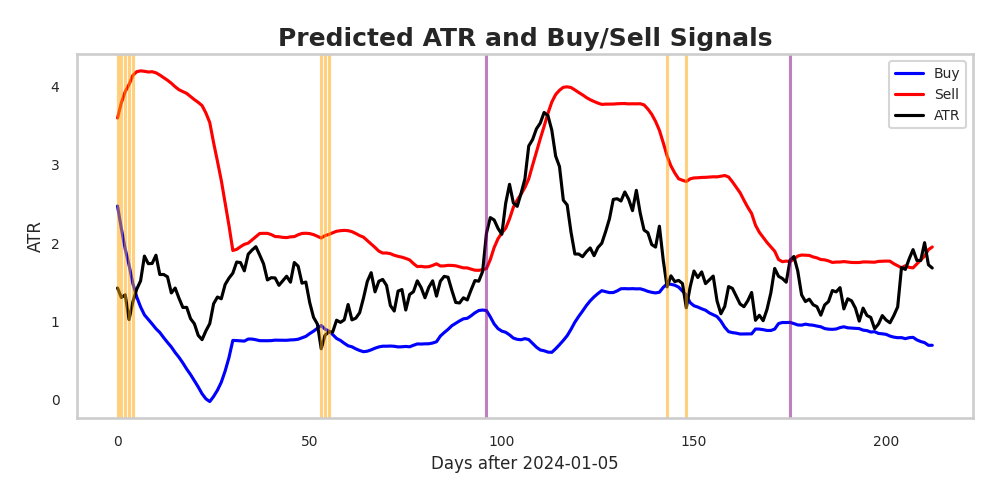 Predicted ATR and Buy/Sell Signals
Buy
Sell
ATR
4
3
2
1
0
ATR
0 50 100 150 200
Days after 2024-01-05